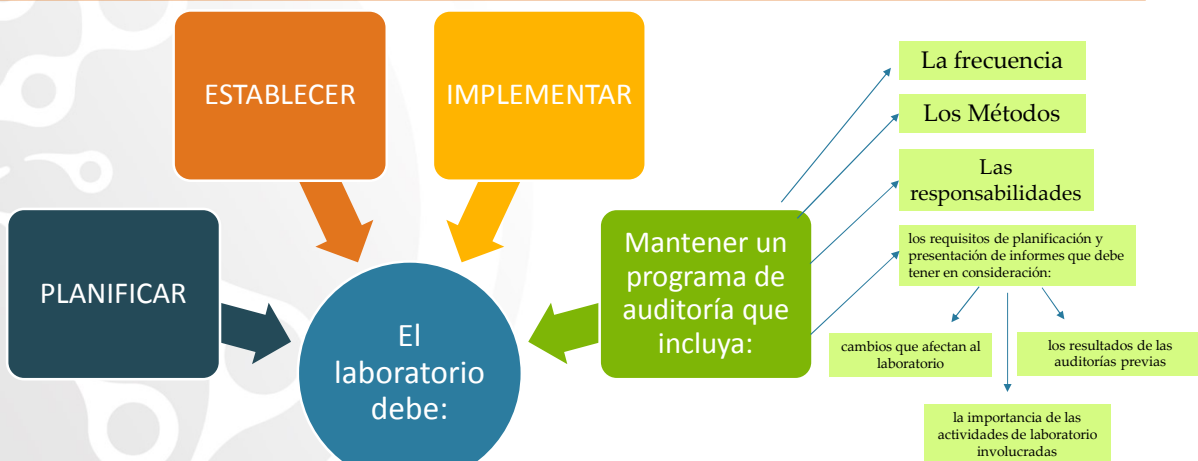 ESTABLECER
IMPLEMENTAR
PLANIFICAR
El
laboratorio
debe:
Mantener un
programa de
auditoría que
incluya:
La frecuencia
Los Métodos
Las
responsabilidades
los requisitos de planificación y
presentación de informes que debe
tener en consideración:
cambios que afectan al
laboratorio
los resultados de las
auditorías previas
la importancia de las
actividades de laboratorio
involucradas